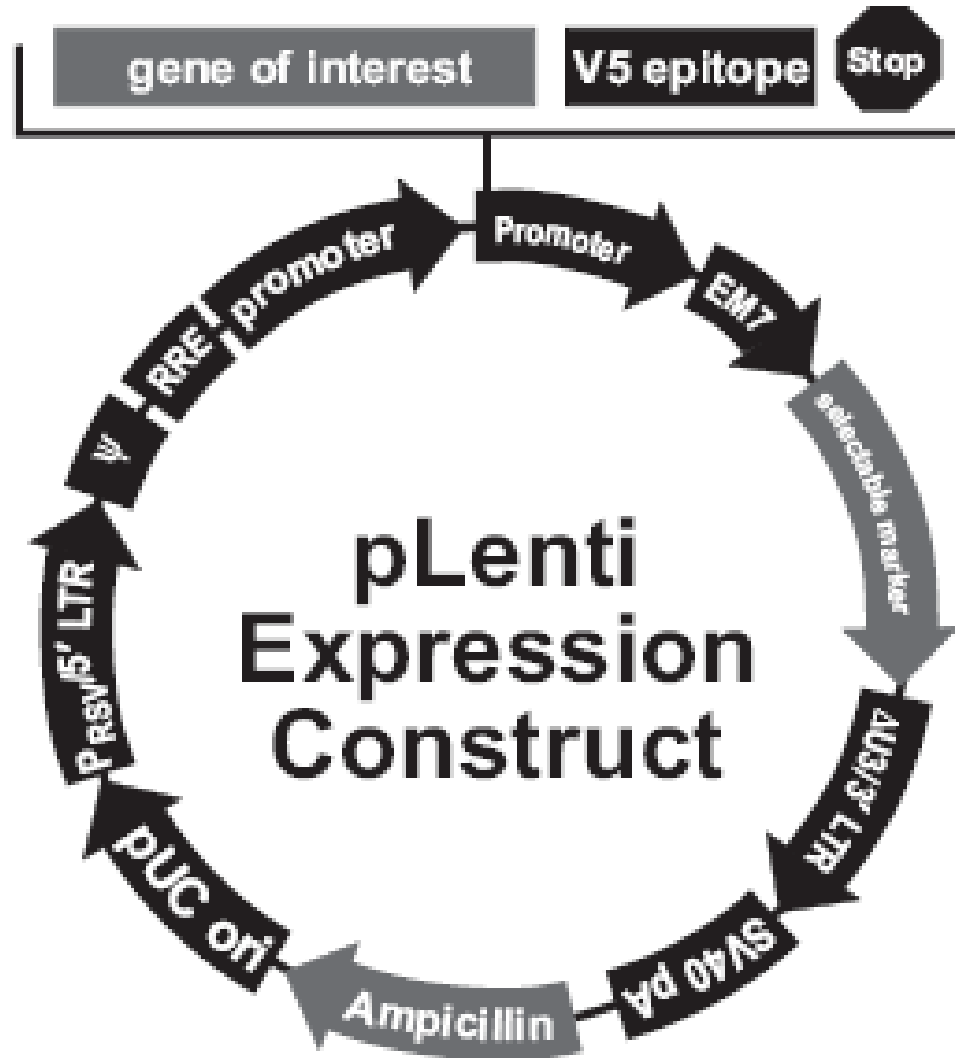 gene of interest
V5 epitope
Stop
Promoter
EM7
selectable marker
ΔU3/3' LTR
SV40 pA
Ampicillin
pUC ori
P RSV/5' LTR
Ψ
RRE
promoter
pLenti
Expression
Construct